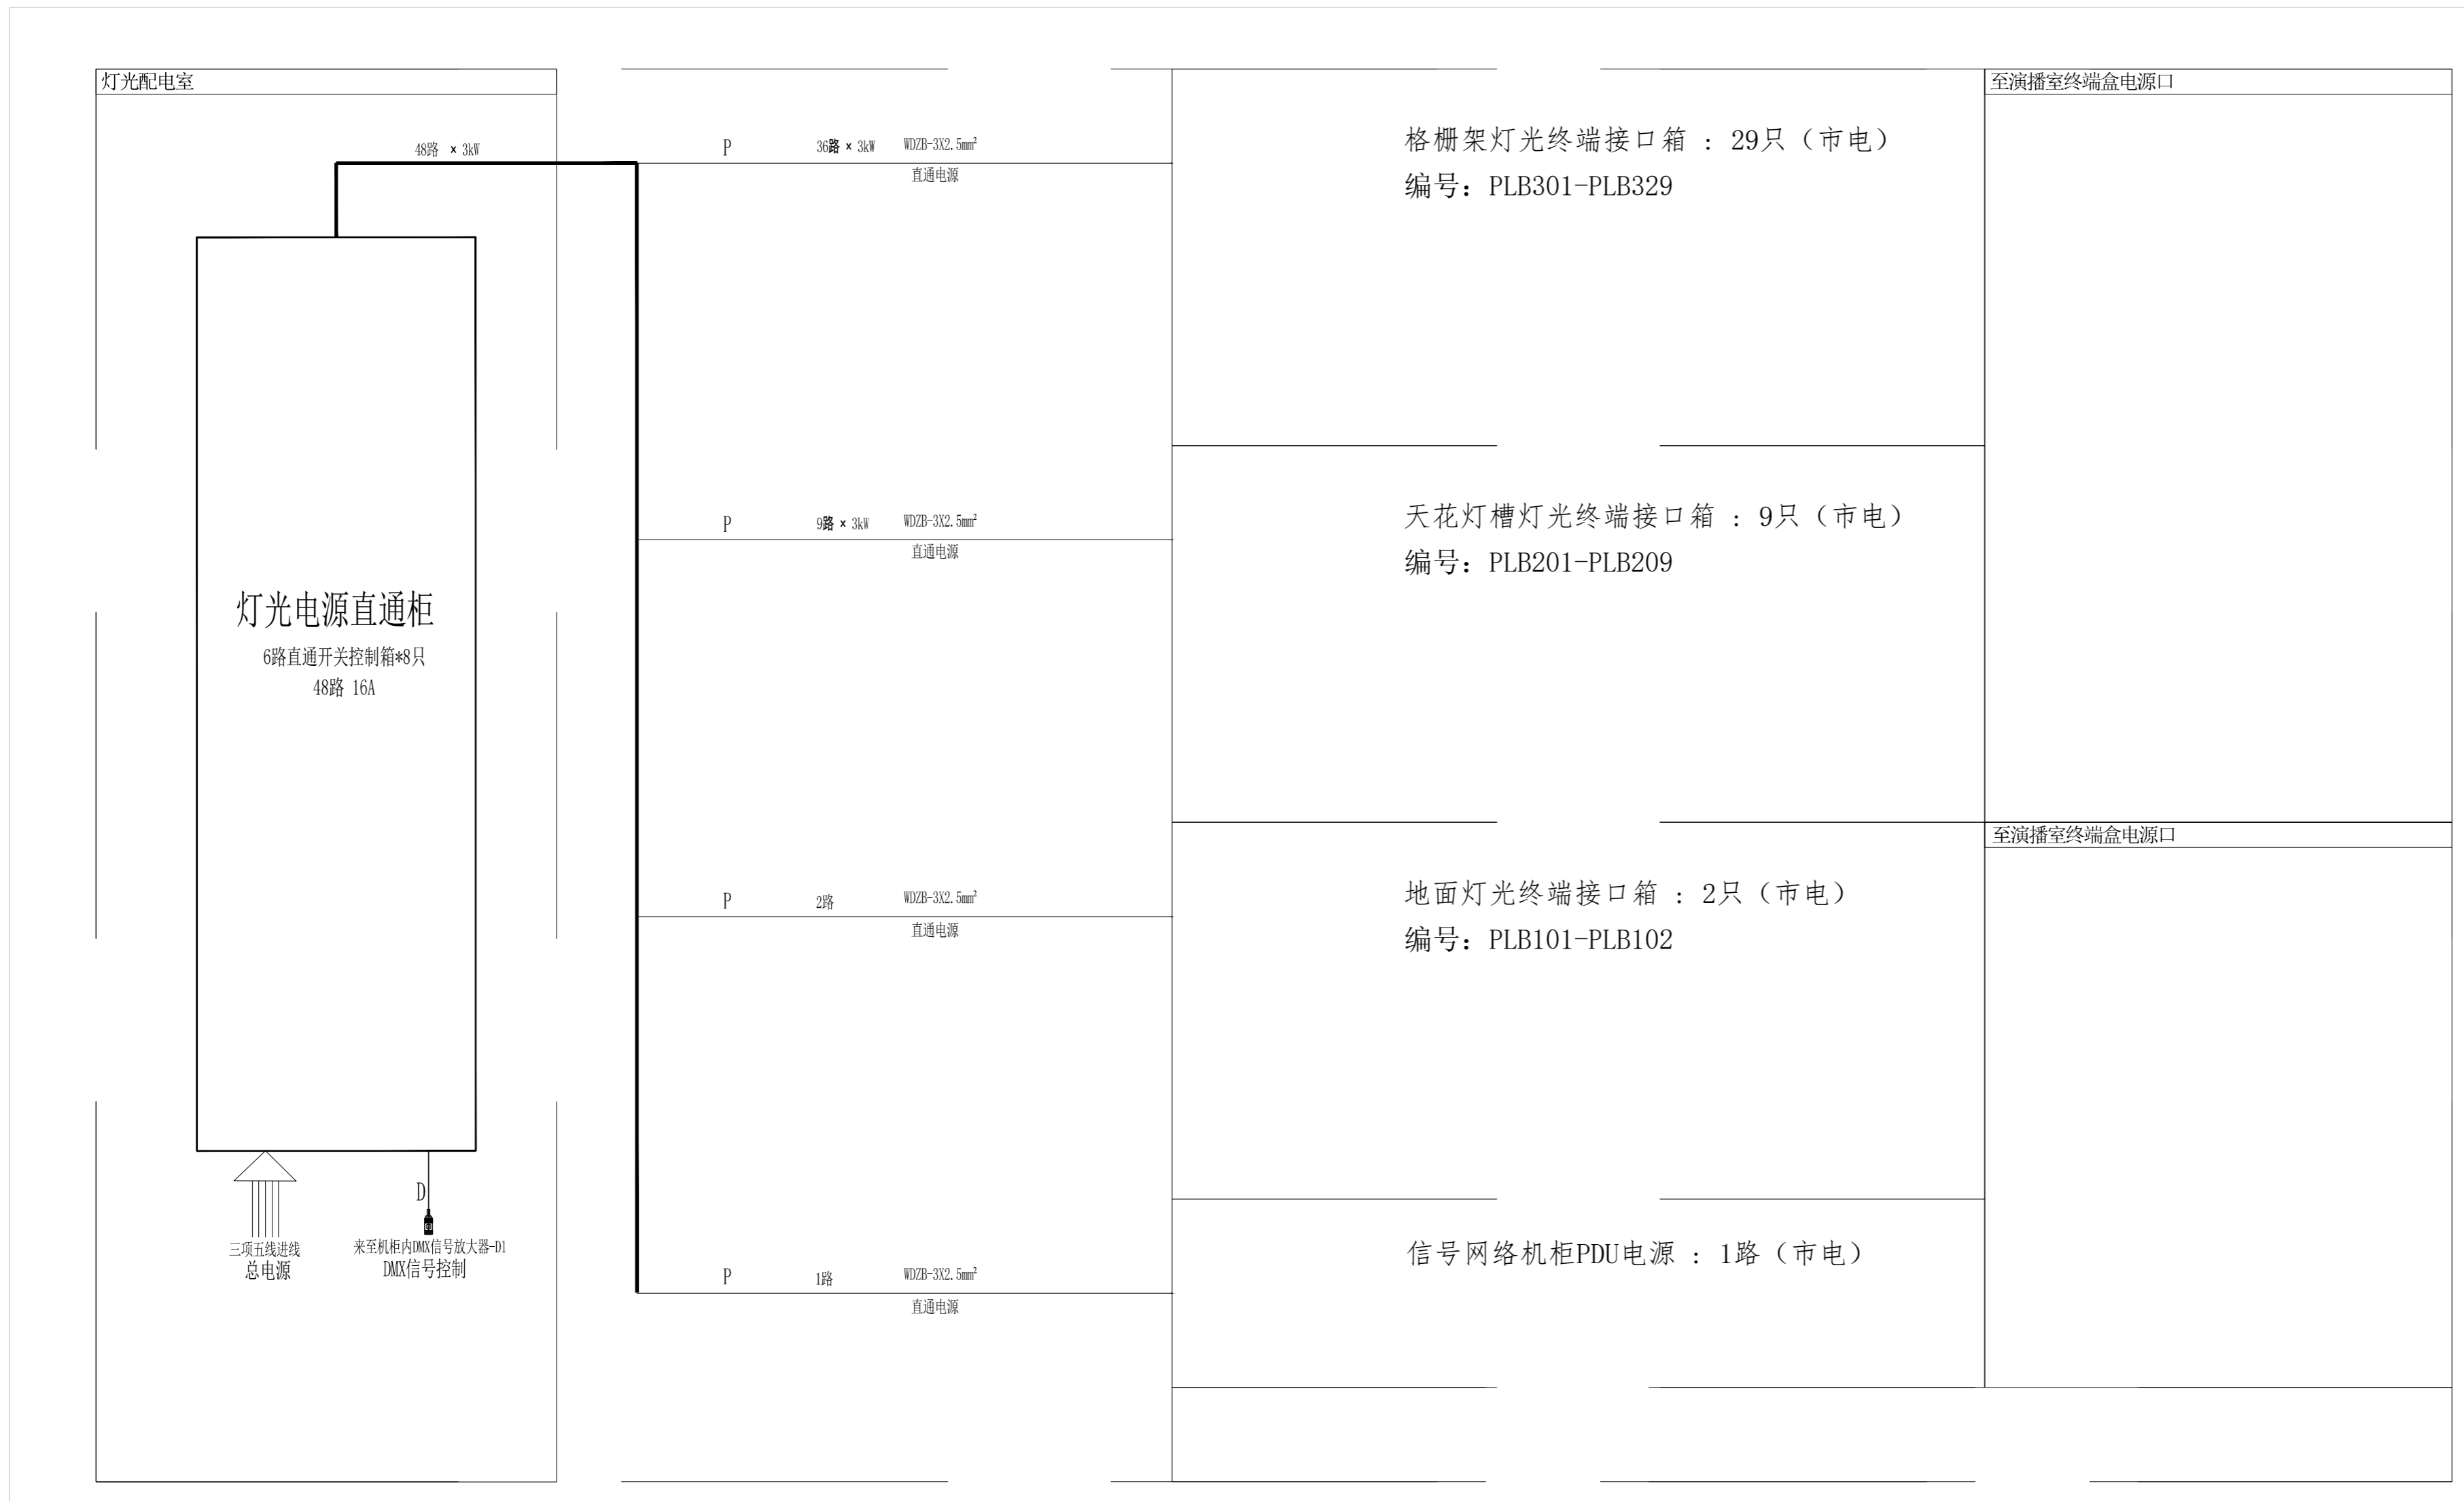 灯光配电室
48路 × 3kW
灯光电源直通柜
6路直通开关控制箱*8只
48路 16A
D
三项五线进线
总电源
来至机柜内DMX信号放大器-D1
DMX信号控制
P 36路 × 3kW WDZB-3X2.5mm²
直通电源
格栅架灯光终端接口箱 : 29只（市电）
编号: PLB301-PLB329
至演播室终端盒电源口
P 9路 × 3kW WDZB-3X2.5mm²
直通电源
天花灯槽灯光终端接口箱 : 9只（市电）
编号: PLB201-PLB209
P 2路 WDZB-3X2.5mm²
直通电源
地面灯光终端接口箱 : 2只（市电）
编号: PLB101-PLB102
至演播室终端盒电源口
P 1路 WDZB-3X2.5mm²
直通电源
信号网络机柜PDU电源 : 1路（市电）